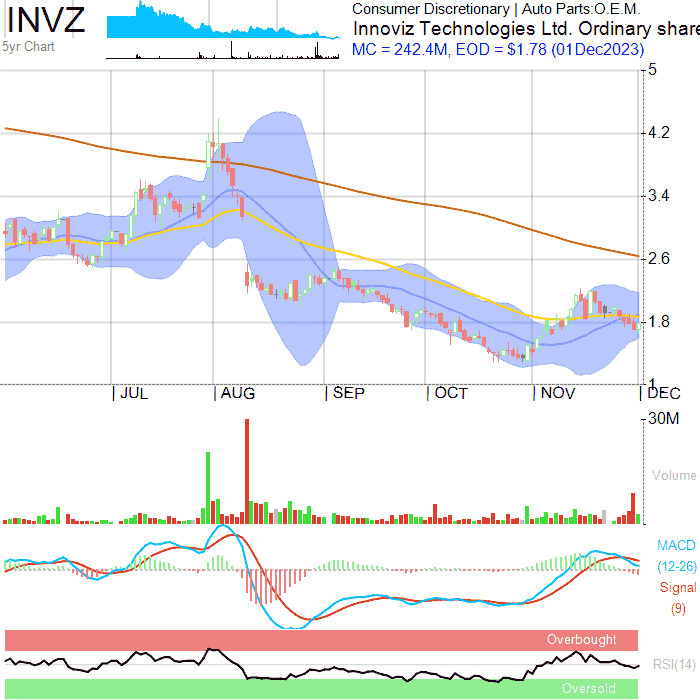 INVZ
5yr Chart
Consumer Discretionary | Auto Parts:O.E.M.
Innoviz Technologies Ltd. Ordinary share
MC = 242.4M, EOD = $1.78 (01Dec2023)
5
4.2
3.4
2.6
1.8
1
JUL AUG SEP OCT NOV DEC
30M
Volume
MACD
(12-26)
Signal
(9)
Overbought
RSI(14)
Oversold